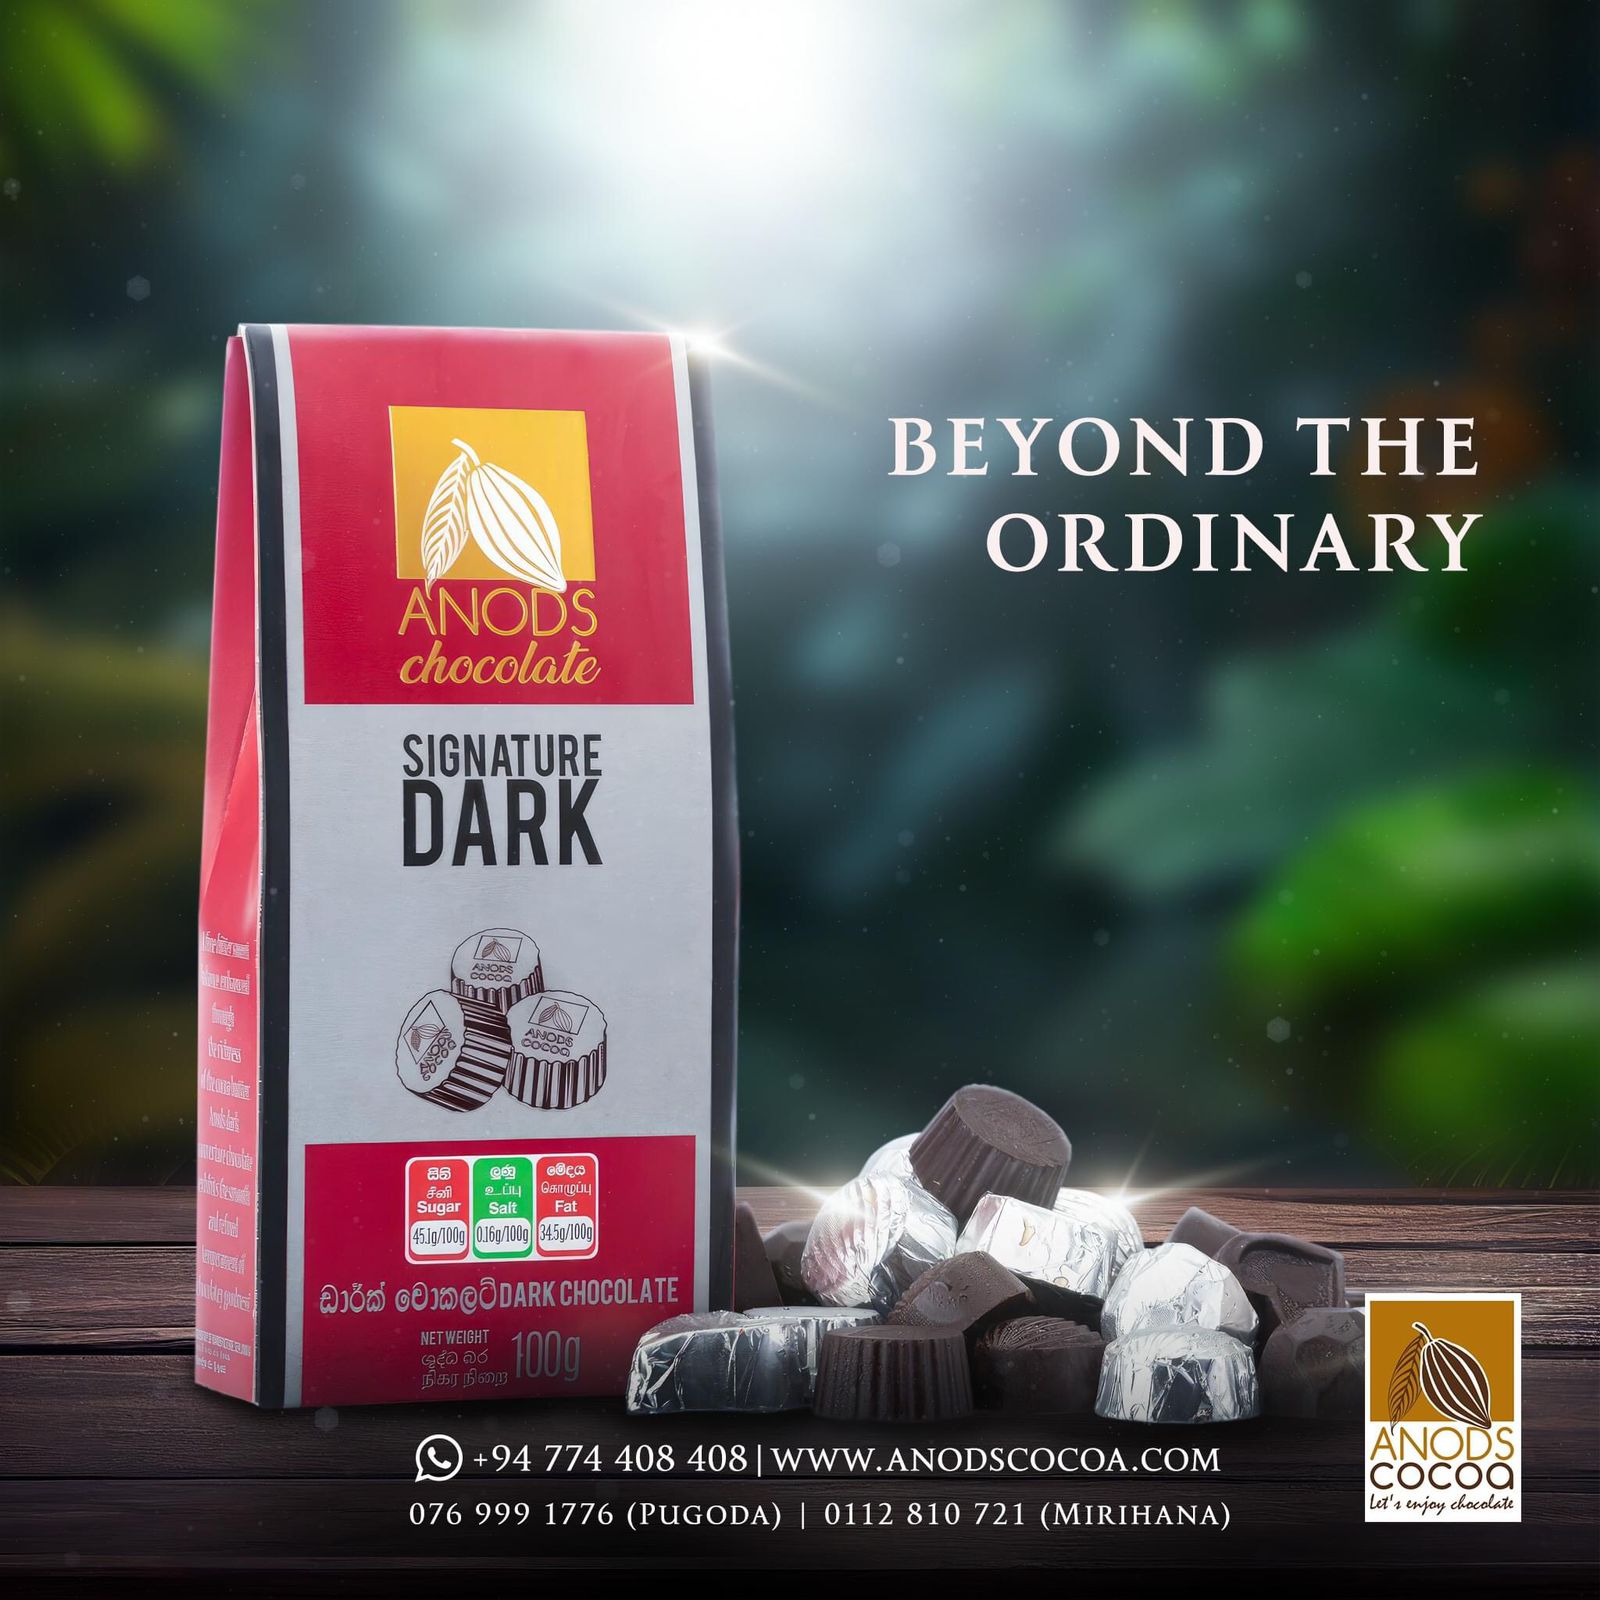 BEYOND THE
ORDINARY
ANODS
chocolate
SIGNATURE
DARK
ANODS
COCOA
ANODS
COCOA
ANODS
COCOA
සීනි
சீனி
Sugar
45.1g/100g
ලුණු
உப்பு
Salt
0.16g/100g
මේදය
கொழுப்பு
Fat
34.5g/100g
ඩාර්ක් චොකලට් DARK CHOCOLATE
NET WEIGHT
ශුද්ධ බර
நிகர நிறை
100g
+94 774 408 408|WWW.ANODSCOCOA.COM
076 999 1776 (PUGODA) | 0112 810 721 (MIRIHANA)
ANODS
COCOA
Let's enjoy chocolate